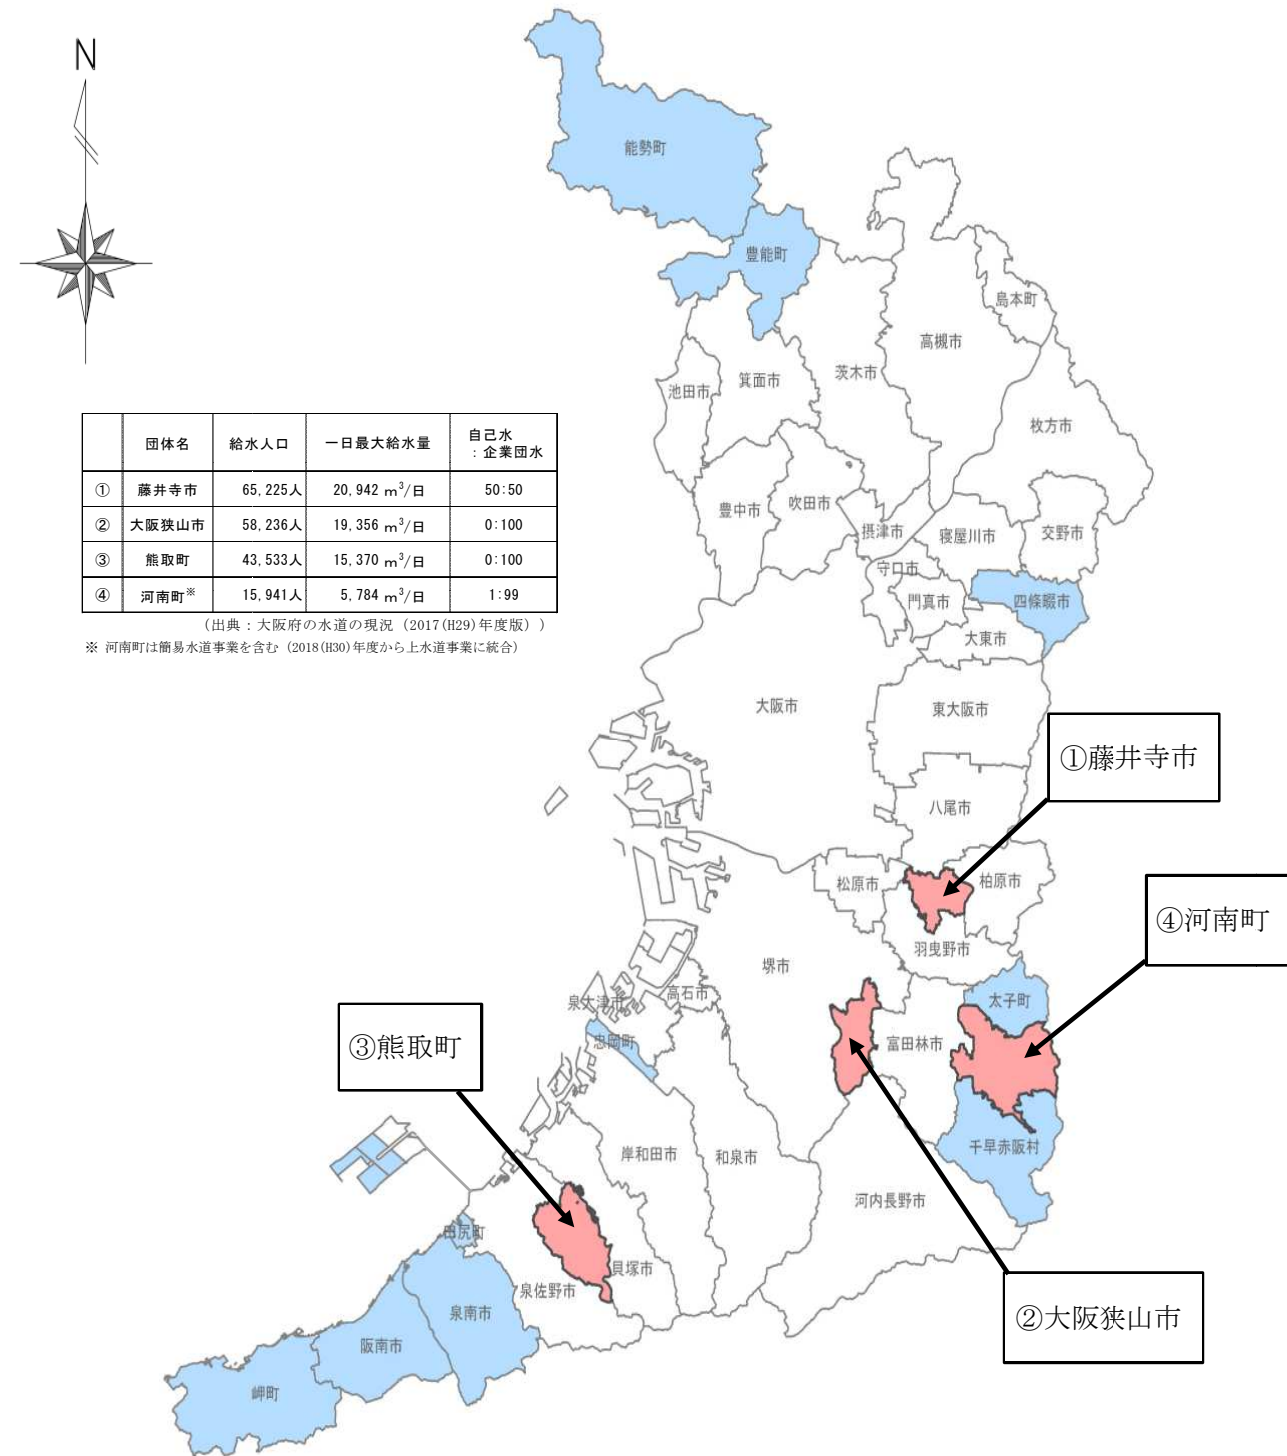 N
能勢町
豊能町
島本町
高槻市
茨木市
箕面市
池田市
枚方市
団体名 給水人口 一日最大給水量 自己水：企業団水
① 藤井寺市 65,225人 20,942 m³/日 50:50
② 大阪狭山市 58,236人 19,356 m³/日 0:100
③ 熊取町 43,533人 15,370 m³/日 0:100
④ 河南町※ 15,941人 5,784 m³/日 1:99
（出典：大阪府の水道の現況（2017(H29)年度版））
※ 河南町は簡易水道事業を含む（2018(H30)年度から上水道事業に統合）
豊中市
吹田市
摂津市
寝屋川市
交野市
守口市
門真市
四條畷市
大東市
大阪市
東大阪市
①藤井寺市
八尾市
松原市
柏原市
④河南町
羽曳野市
堺市
高石市
泉大津市
太子町
③熊取町
忠岡町
富田林市
千早赤阪村
岸和田市
和泉市
河内長野市
田尻町
貝塚市
泉佐野市
泉南市
②大阪狭山市
阪南市
岬町